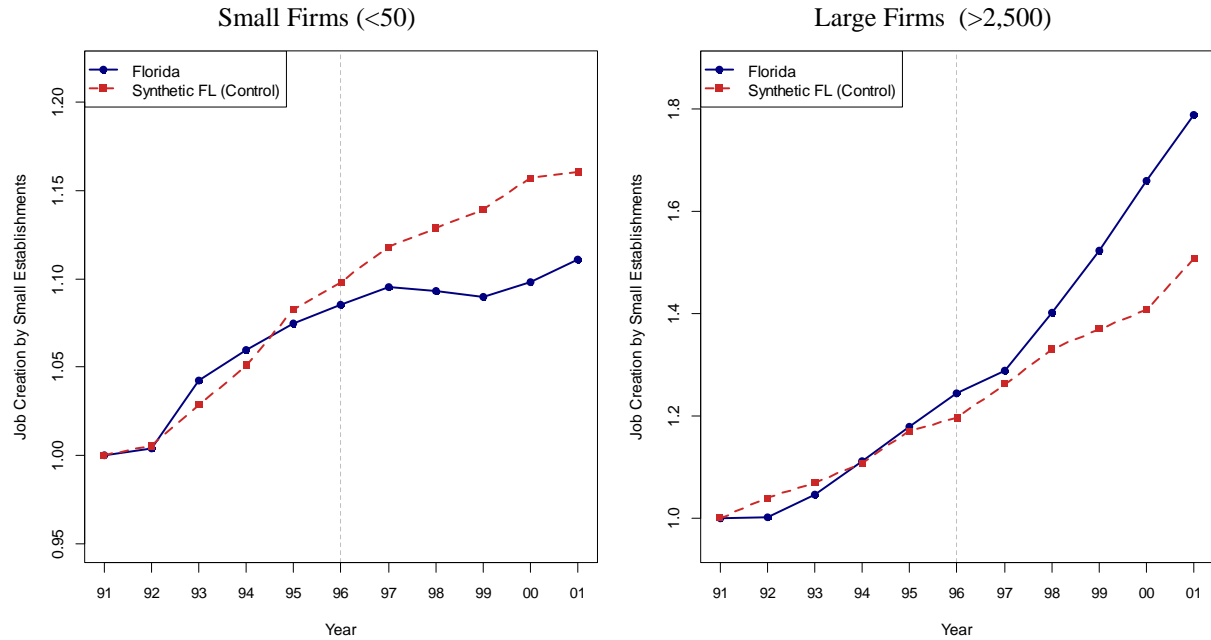 Small Firms (<50)
Florida
Synthetic FL (Control)
Job Creation by Small Establishments
1.20
1.15
1.10
1.05
1.00
0.95
91 92 93 94 95 96 97 98 99 00 01
Year
Large Firms (>2,500)
Florida
Synthetic FL (Control)
Job Creation by Small Establishments
1.8
1.6
1.4
1.2
1.0
91 92 93 94 95 96 97 98 99 00 01
Year